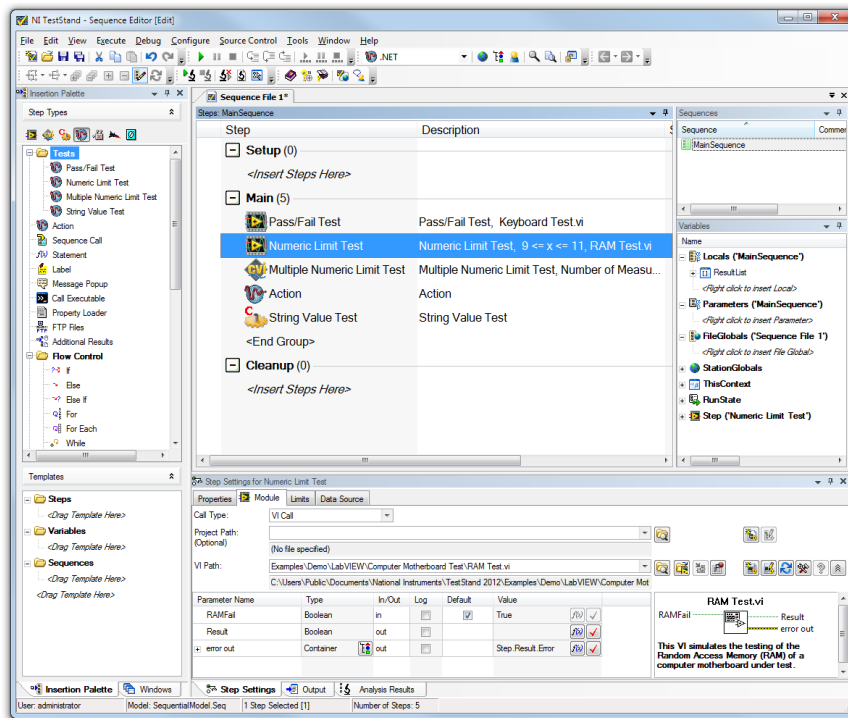 NI TestStand - Sequence Editor [Edit]
File Edit View Execute Debug Configure Source Control Tools Window Help
.NET
Insertion Palette
Step Types
Tests
Pass/Fail Test
Numeric Limit Test
Multiple Numeric Limit Test
String Value Test
Action
Sequence Call
Statement
Label
Message Popup
Call Executable
Property Loader
FTP Files
Additional Results
Flow Control
If
Else
Else If
For
For Each
While
Templates
Steps
<Drag Template Here>
Variables
<Drag Template Here>
Sequences
<Drag Template Here>
<Drag Template Here>
Insertion Palette Windows
Sequence File 1*
Steps: MainSequence
Step Description S
Setup (0)
<Insert Steps Here>
Main (5)
Pass/Fail Test Pass/Fail Test, Keyboard Test.vi
Numeric Limit Test Numeric Limit Test, 9 <= x <= 11, RAM Test.vi
Multiple Numeric Limit Test Multiple Numeric Limit Test, Number of Measu...
Action Action
String Value Test String Value Test
<End Group>
Cleanup (0)
<Insert Steps Here>
Sequences
Sequence Commer
MainSequence
Variables
Name
Locals ('MainSequence')
ResultList
<Right click to insert Local>
Parameters ('MainSequence')
<Right click to insert Parameter>
FileGlobals ('Sequence File 1')
<Right click to insert File Global>
StationGlobals
ThisContext
RunState
Step ('Numeric Limit Test')
Step Settings for Numeric Limit Test
Properties Module Limits Data Source
Call Type: VI Call
Project Path:
(Optional)
(No file specified)
VI Path: Examples\Demo\LabVIEW\Computer Motherboard Test\RAM Test.vi
C:\Users\Public\Documents\National Instruments\TestStand 2012\Examples\Demo\LabVIEW\Computer Mot
Parameter Name Type In/Out Log Default Value
RAMFail Boolean in True f(x)
Result Boolean out f(x)
error out Container out Step.Result.Error f(x)
RAM Test.vi
RAMFail Result
error out
This VI simulates the testing of the
Random Access Memory (RAM) of a
computer motherboard under test.
Step Settings Output Analysis Results
User: administrator Model: SequentialModel.Seq 1 Step Selected [1] Number of Steps: 5